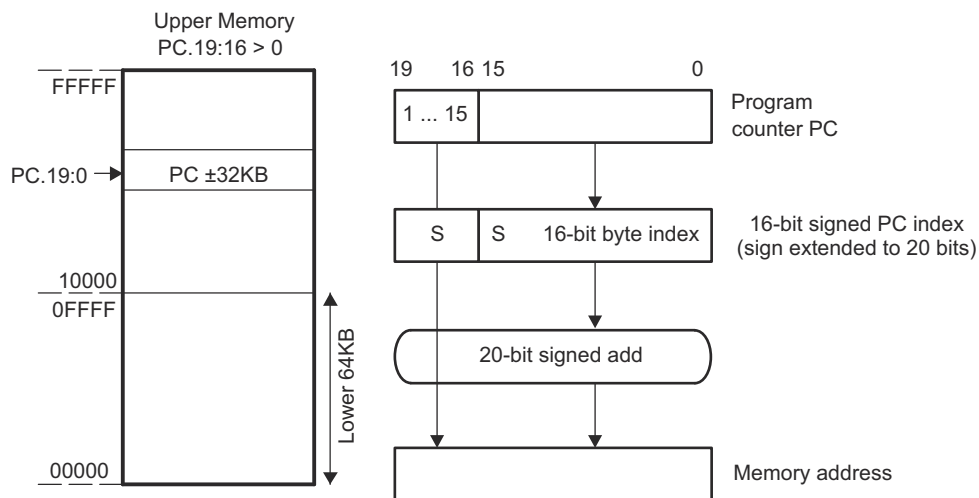 Upper Memory
PC.19:16 > 0
FFFFF
PC.19:0
PC ±32KB
10000
0FFFF
Lower 64KB
00000
19 16 15 0
1 ... 15
Program
counter PC
S S 16-bit byte index
16-bit signed PC index
(sign extended to 20 bits)
20-bit signed add
Memory address